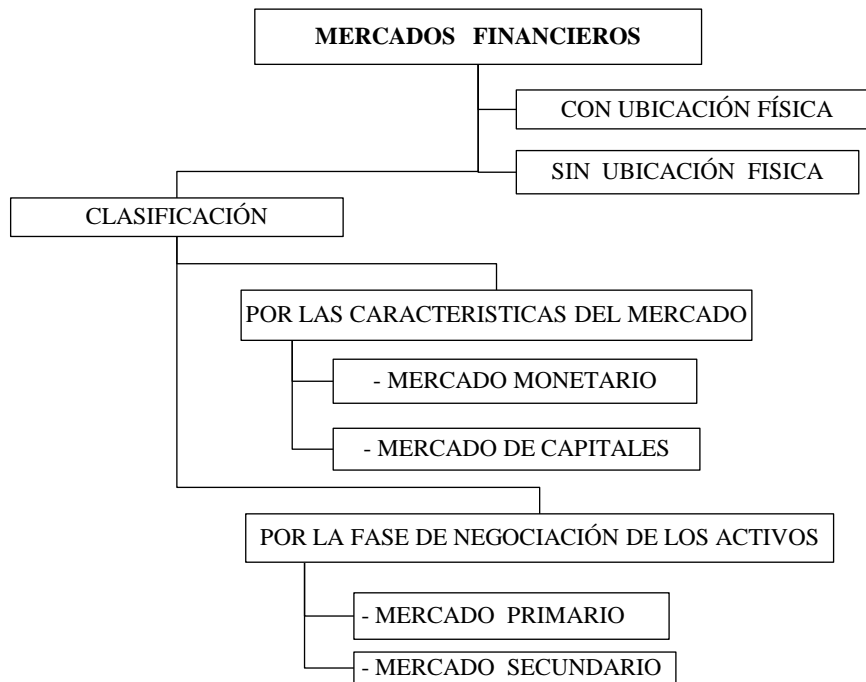 MERCADOS FINANCIEROS
CON UBICACIÓN FÍSICA
SIN UBICACIÓN FISICA
CLASIFICACIÓN
POR LAS CARACTERISTICAS DEL MERCADO
- MERCADO MONETARIO
- MERCADO DE CAPITALES
POR LA FASE DE NEGOCIACIÓN DE LOS ACTIVOS
- MERCADO PRIMARIO
- MERCADO SECUNDARIO